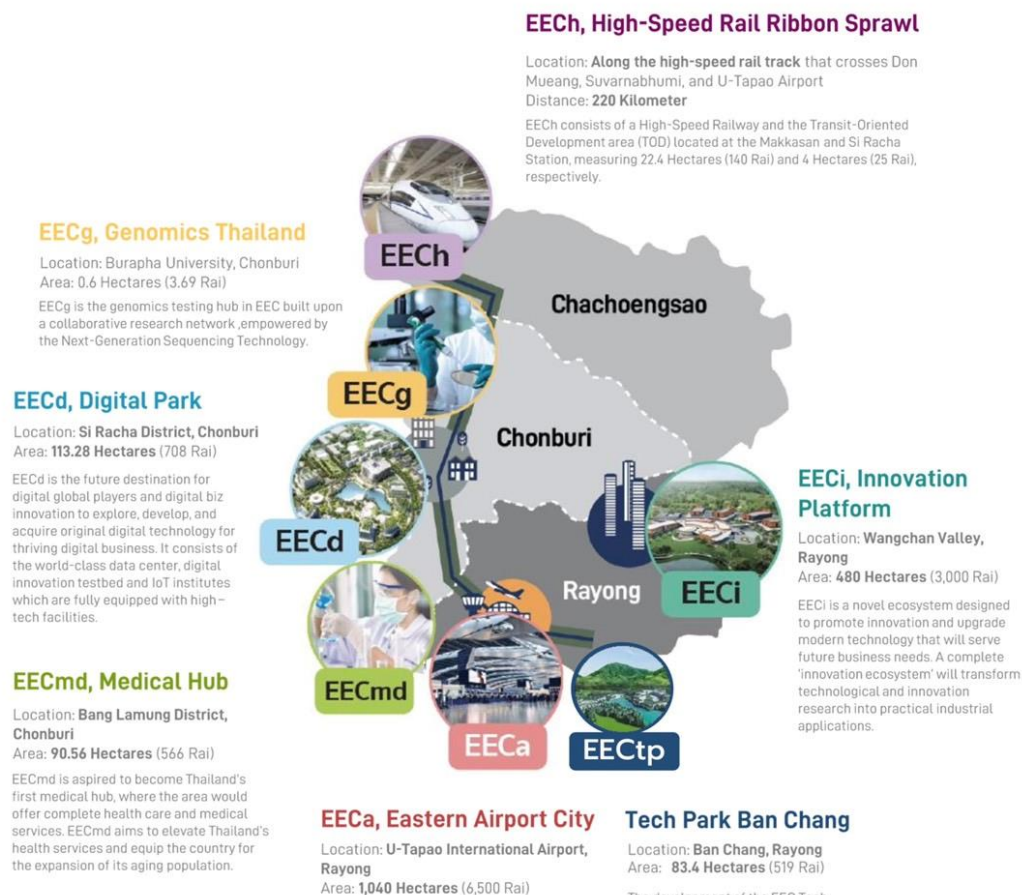 EECh, High-Speed Rail Ribbon Sprawl
Location: Along the high-speed rail track that crosses Don
Mueang, Suvarnabhumi, and U-Tapao Airport
Distance: 220 Kilometer
EECh consists of a High-Speed Railway and the Transit-Oriented
Development area (TOD) located at the Makkasan and Si Racha
Station, measuring 22.4 Hectares (140 Rai) and 4 Hectares (25 Rai),
respectively.
EECh
EECg, Genomics Thailand
Location: Burapha University, Chonburi
Area: 0.6 Hectares (3.69 Rai)
EECg is the genomics testing hub in EEC built upon
a collaborative research network ,empowered by
the Next-Generation Sequencing Technology.
Chachoengsao
EECg
EECd, Digital Park
Location: Si Racha District, Chonburi
Area: 113.28 Hectares (708 Rai)
EECd is the future destination for
digital global players and digital biz
innovation to explore, develop, and
acquire original digital technology for
thriving digital business. It consists of
the world-class data center, digital
innovation testbed and IoT institutes
which are fully equipped with high-
tech facilities.
Chonburi
EECd
EECi, Innovation
Platform
Location: Wangchan Valley,
Rayong
Area: 480 Hectares (3,000 Rai)
EECi is a novel ecosystem designed
to promote innovation and upgrade
modern technology that will serve
future business needs. A complete
'innovation ecosystem' will transform
technological and innovation
research into practical industrial
applications.
Rayong
EECi
EECmd, Medical Hub
Location: Bang Lamung District,
Chonburi
Area: 90.56 Hectares (566 Rai)
EECmd is aspired to become Thailand's
first medical hub, where the area would
offer complete health care and medical
services. EECmd aims to elevate Thailand's
health services and equip the country for
the expansion of its aging population.
EECmd
EECa
EECtp
EECa, Eastern Airport City
Location: U-Tapao International Airport,
Rayong
Area: 1,040 Hectares (6,500 Rai)
Tech Park Ban Chang
Location: Ban Chang, Rayong
Area: 83.4 Hectares (519 Rai)